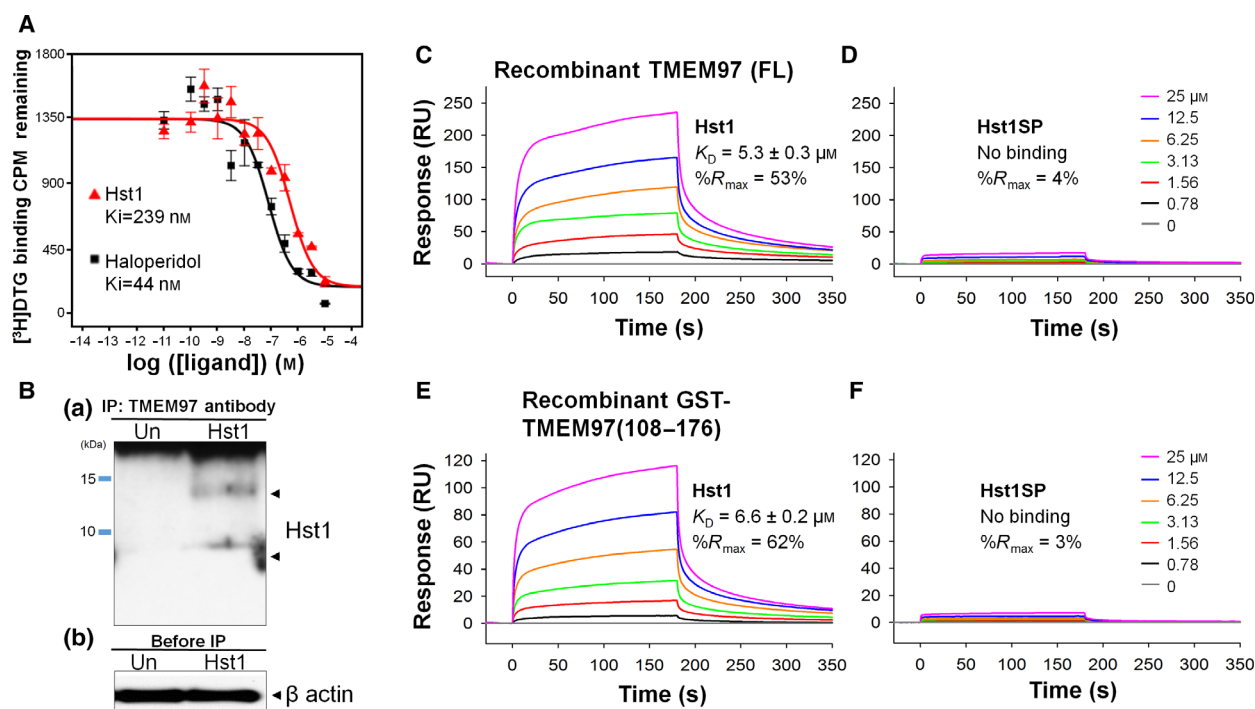 A
[³H]DTG binding CPM remaining
1800
1350
900
450
0
Hst1
Ki=239 nM
Haloperidol
Ki=44 nM
-14 -13 -12 -11 -10 -9 -8 -7 -6 -5 -4
log ([ligand]) (M)
B
(a)
IP: TMEM97 antibody
Un Hst1
(kDa)
15
10
Hst1
(b)
Before IP
Un Hst1
β actin
C
Recombinant TMEM97 (FL)
Response (RU)
250
200
150
100
50
0
Hst1
KD = 5.3 ± 0.3 μM
%Rmax = 53%
0 50 100 150 200 250 300 350
Time (s)
D
250
200
150
100
50
0
Hst1SP
No binding
%Rmax = 4%
25 μM
12.5
6.25
3.13
1.56
0.78
0
0 50 100 150 200 250 300 350
Time (s)
E
Recombinant GST-
TMEM97(108–176)
Response (RU)
120
100
80
60
40
20
0
Hst1
KD = 6.6 ± 0.2 μM
%Rmax = 62%
0 50 100 150 200 250 300 350
Time (s)
F
120
100
80
60
40
20
0
Hst1SP
No binding
%Rmax = 3%
25 μM
12.5
6.25
3.13
1.56
0.78
0
0 50 100 150 200 250 300 350
Time (s)